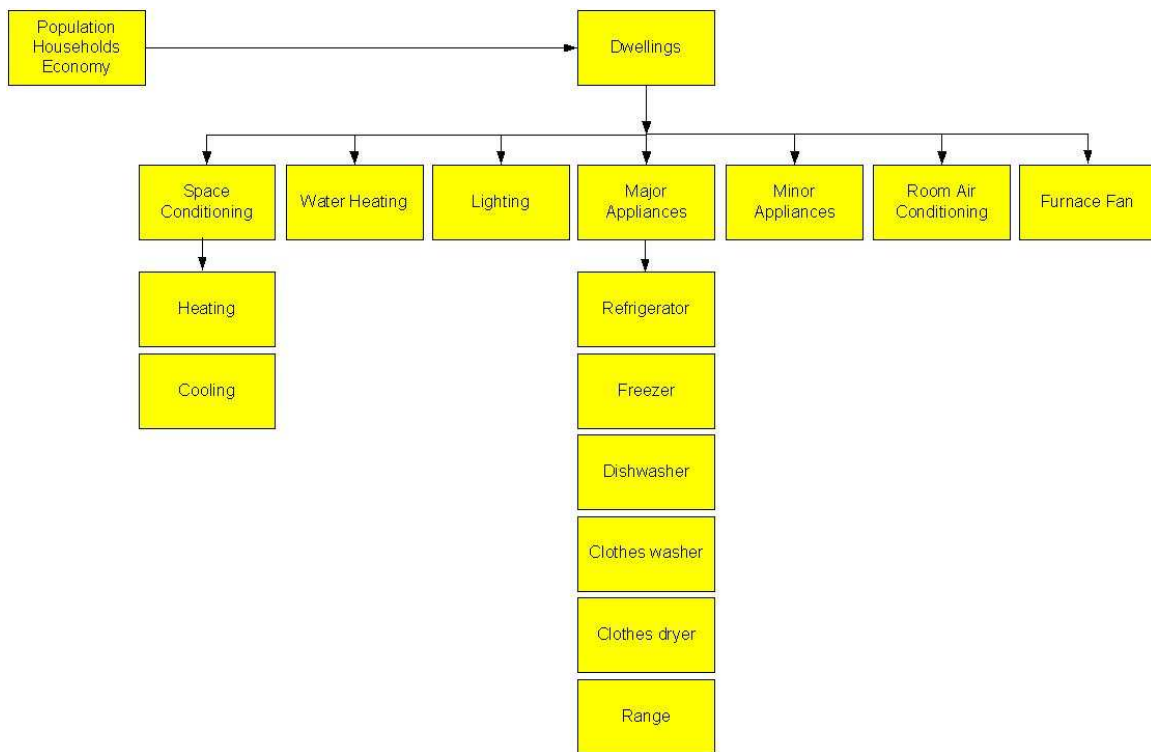 Population
Households
Economy
Dwellings
Space
Conditioning
Water Heating
Lighting
Major
Appliances
Minor
Appliances
Room Air
Conditioning
Furnace Fan
Heating
Cooling
Refrigerator
Freezer
Dishwasher
Clothes washer
Clothes dryer
Range